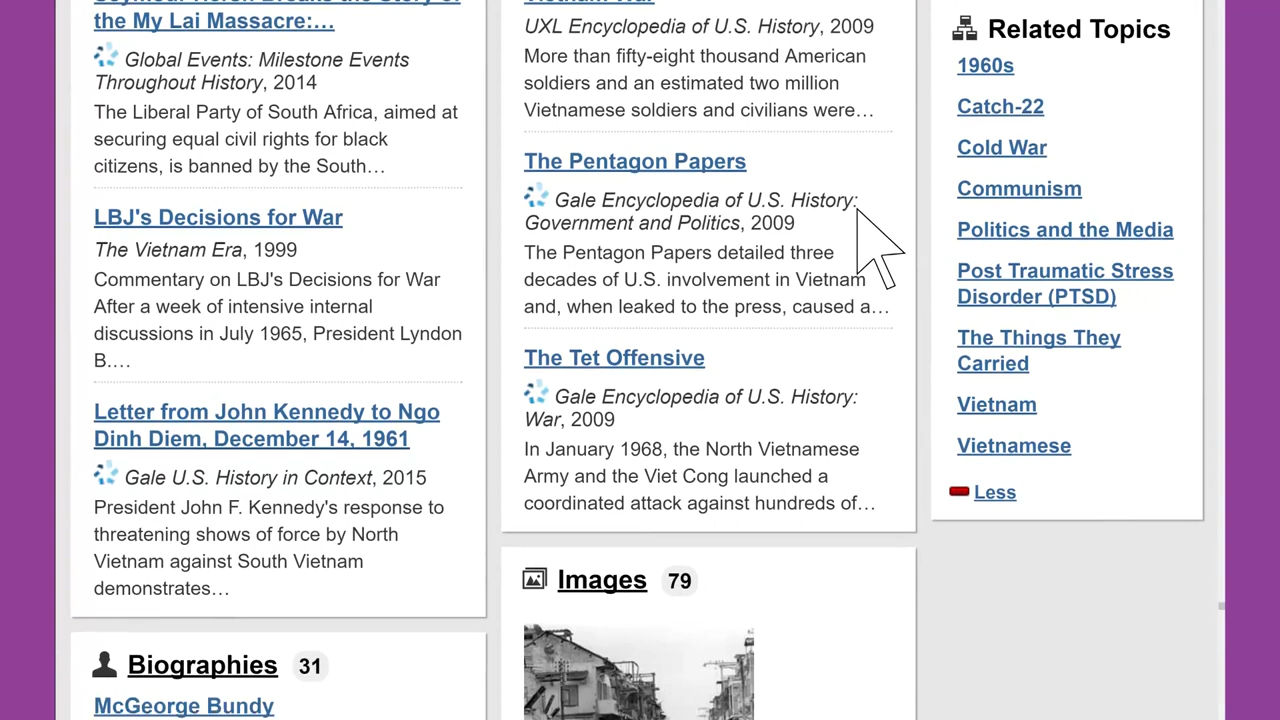 the My Lai Massacre:…
Global Events: Milestone Events
Throughout History, 2014
The Liberal Party of South Africa, aimed at
securing equal civil rights for black
citizens, is banned by the South…
LBJ's Decisions for War
The Vietnam Era, 1999
Commentary on LBJ's Decisions for War
After a week of intensive internal
discussions in July 1965, President Lyndon
B.…
Letter from John Kennedy to Ngo
Dinh Diem, December 14, 1961
Gale U.S. History in Context, 2015
President John F. Kennedy's response to
threatening shows of force by North
Vietnam against South Vietnam
demonstrates…
Biographies 31
McGeorge Bundy
UXL Encyclopedia of U.S. History, 2009
More than fifty-eight thousand American
soldiers and an estimated two million
Vietnamese soldiers and civilians were…
The Pentagon Papers
Gale Encyclopedia of U.S. History:
Government and Politics, 2009
The Pentagon Papers detailed three
decades of U.S. involvement in Vietnam
and, when leaked to the press, caused a…
The Tet Offensive
Gale Encyclopedia of U.S. History:
War, 2009
In January 1968, the North Vietnamese
Army and the Viet Cong launched a
coordinated attack against hundreds of…
Images 79
Related Topics
1960s
Catch-22
Cold War
Communism
Politics and the Media
Post Traumatic Stress
Disorder (PTSD)
The Things They
Carried
Vietnam
Vietnamese
Less